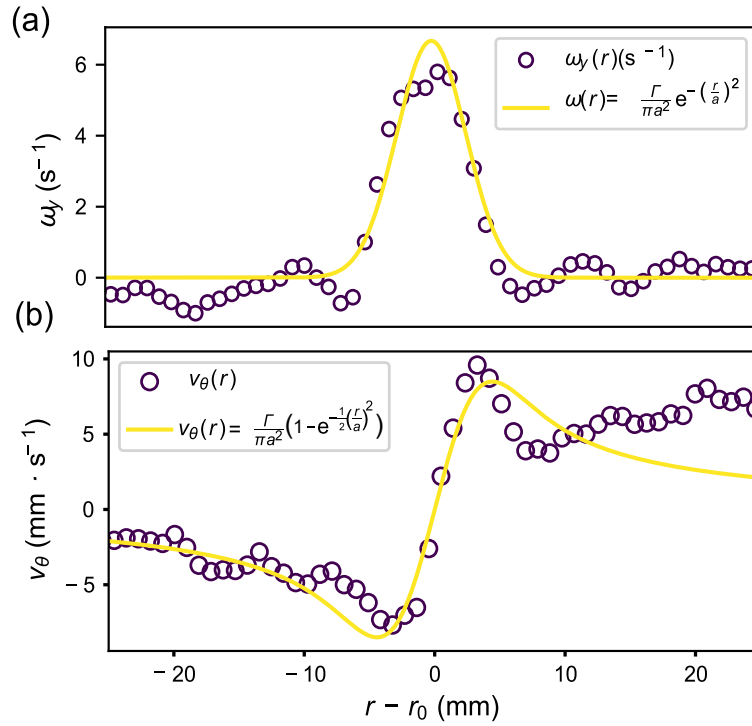 (a)
6
4
2
0
ω_y (s⁻¹)
ω_y(r)(s⁻¹)
ω(r) = Γ/πa² e^−(r/a)²
(b)
10
5
0
−5
v_θ (mm · s⁻¹)
v_θ(r)
v_θ(r) = Γ/πa² (1−e^−½(r/a)²)
−20 −10 0 10 20
r − r₀ (mm)